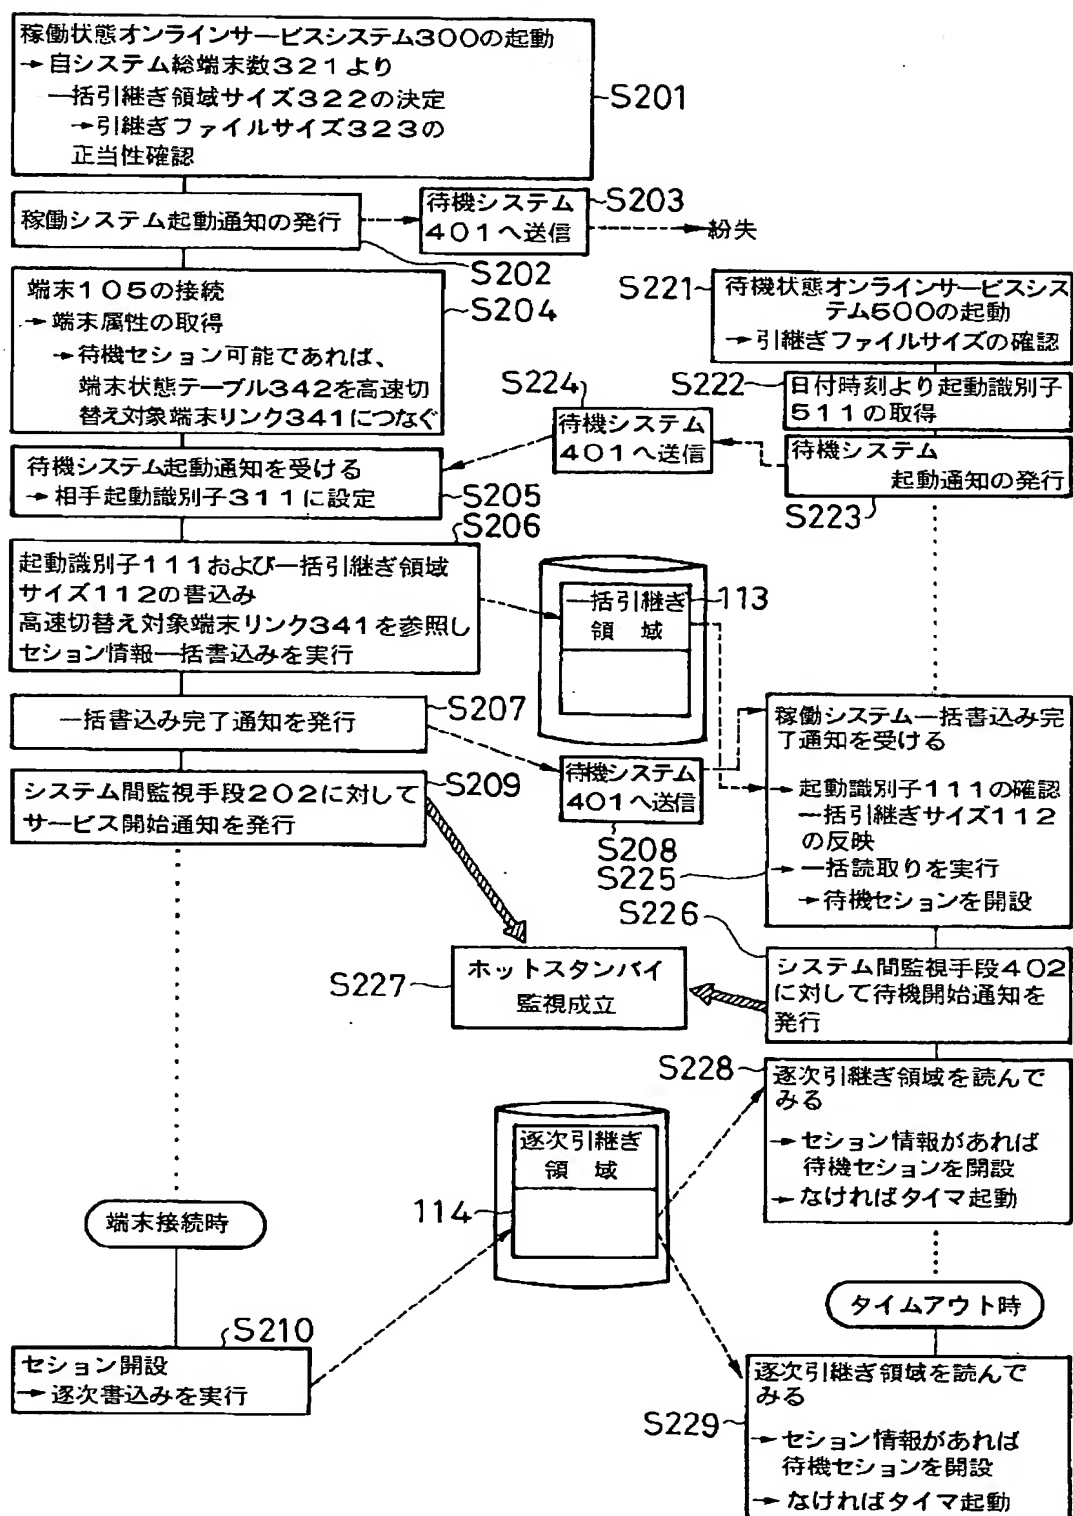 稼働状態オンラインサービスシステム300の起動
→自システム総端末数321より
一括引継ぎ領域サイズ322の決定
→引継ぎファイルサイズ323の
正当性確認
S201
稼働システム起動通知の発行
S202
待機システム
401へ送信
S203
紛失
端末105の接続
→端末属性の取得
→待機セション可能であれば、
端末状態テーブル342を高速切
替え対象端末リンク341につなぐ
S204
S221
待機状態オンラインサービスシス
テム500の起動
→引継ぎファイルサイズの確認
S222
日付時刻より起動識別子
511の取得
S224
待機システム
401へ送信
待機システム
起動通知の発行
S223
待機システム起動通知を受ける
→相手起動識別子311に設定
S205
S206
起動識別子111および一括引継ぎ領域
サイズ112の書込み
高速切替え対象端末リンク341を参照し
セション情報一括書込みを実行
一括引継ぎ
領域
113
一括書込み完了通知を発行
S207
待機システム
401へ送信
S208
システム間監視手段202に対して
サービス開始通知を発行
S209
稼働システム一括書込み完
了通知を受ける
→起動識別子111の確認
一括引継ぎサイズ112
の反映
→一括読取りを実行
→待機セションを開設
S225
S226
システム間監視手段402
に対して待機開始通知を
発行
S227
ホットスタンバイ
監視成立
S228
逐次引継ぎ領域を読んで
みる
→セション情報があれば
待機セションを開設
→なければタイマ起動
逐次引継ぎ
領域
114
端末接続時
タイムアウト時
S210
セション開設
→逐次書込みを実行
S229
逐次引継ぎ領域を読んで
みる
→セション情報があれば
待機セションを開設
→なければタイマ起動